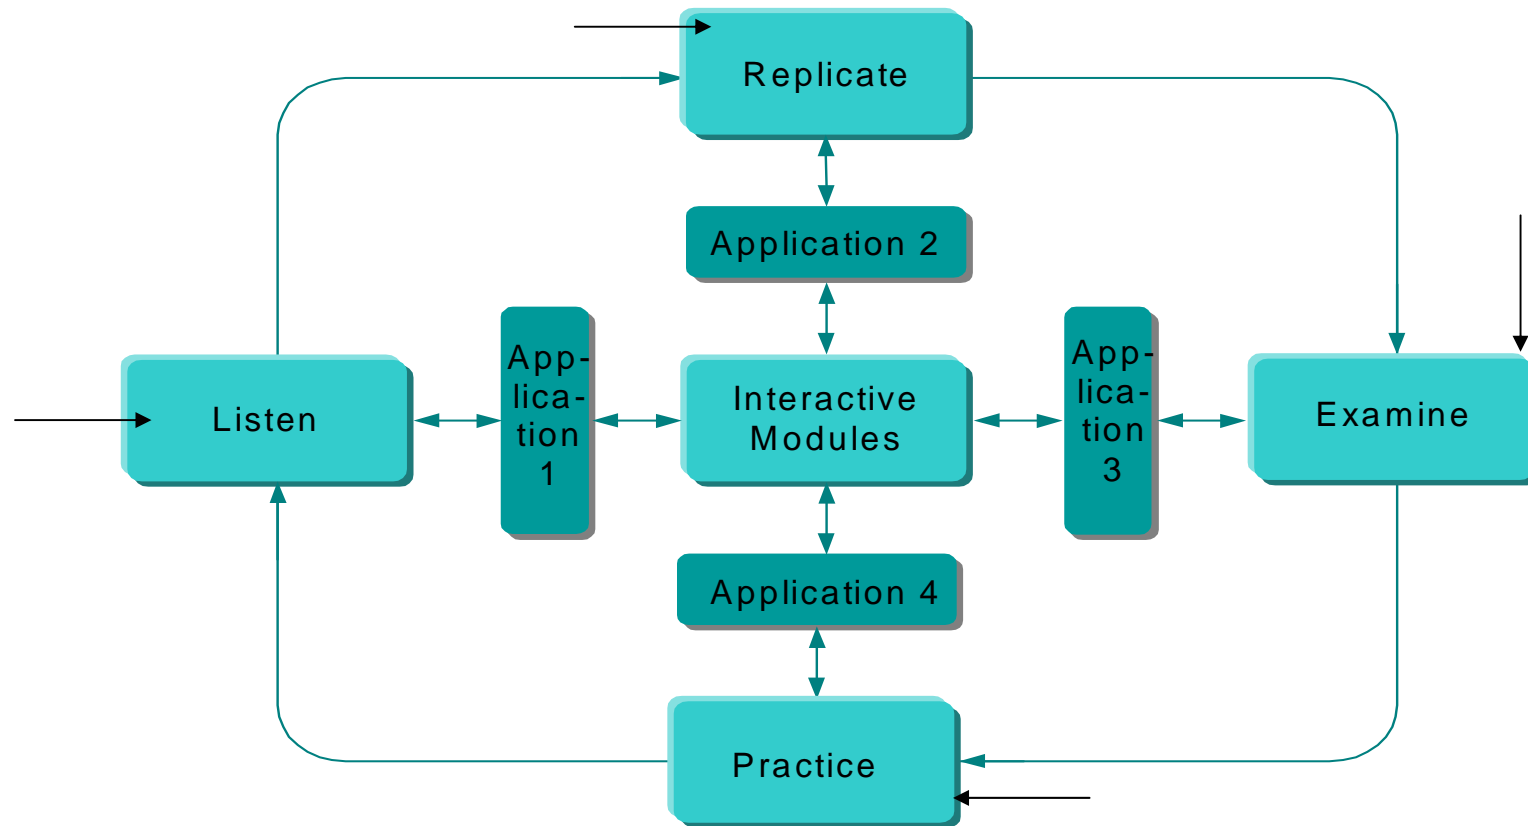 Replicate
Application 2
Listen
App-
lica-
tion
1
Interactive
Modules
App-
lica-
tion
3
Examine
Application 4
Practice